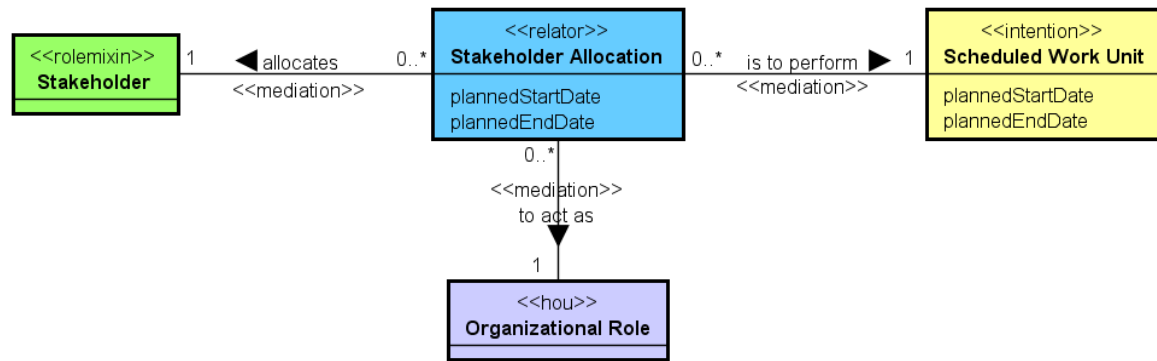 <<rolemixin>>
Stakeholder
1
allocates
<<mediation>>
0..*
<<relator>>
Stakeholder Allocation
plannedStartDate
plannedEndDate
0..*
is to perform
<<mediation>>
1
<<intention>>
Scheduled Work Unit
plannedStartDate
plannedEndDate
0..*
<<mediation>>
to act as
1
<<hou>>
Organizational Role